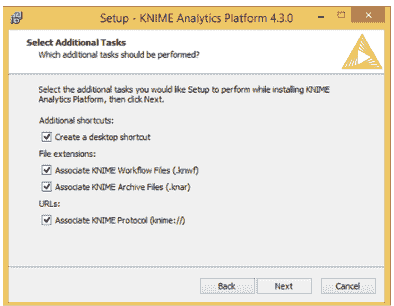 Setup - KNIME Analytics Platform 4.3.0
Select Additional Tasks
Which additional tasks should be performed?
Select the additional tasks you would like Setup to perform while installing KNIME
Analytics Platform, then click Next.
Additional shortcuts:
Create a desktop shortcut
File extensions:
Associate KNIME Workflow Files (.knwf)
Associate KNIME Archive Files (.knar)
URLs:
Associate KNIME Protocol (knime://)
Back Next Cancel